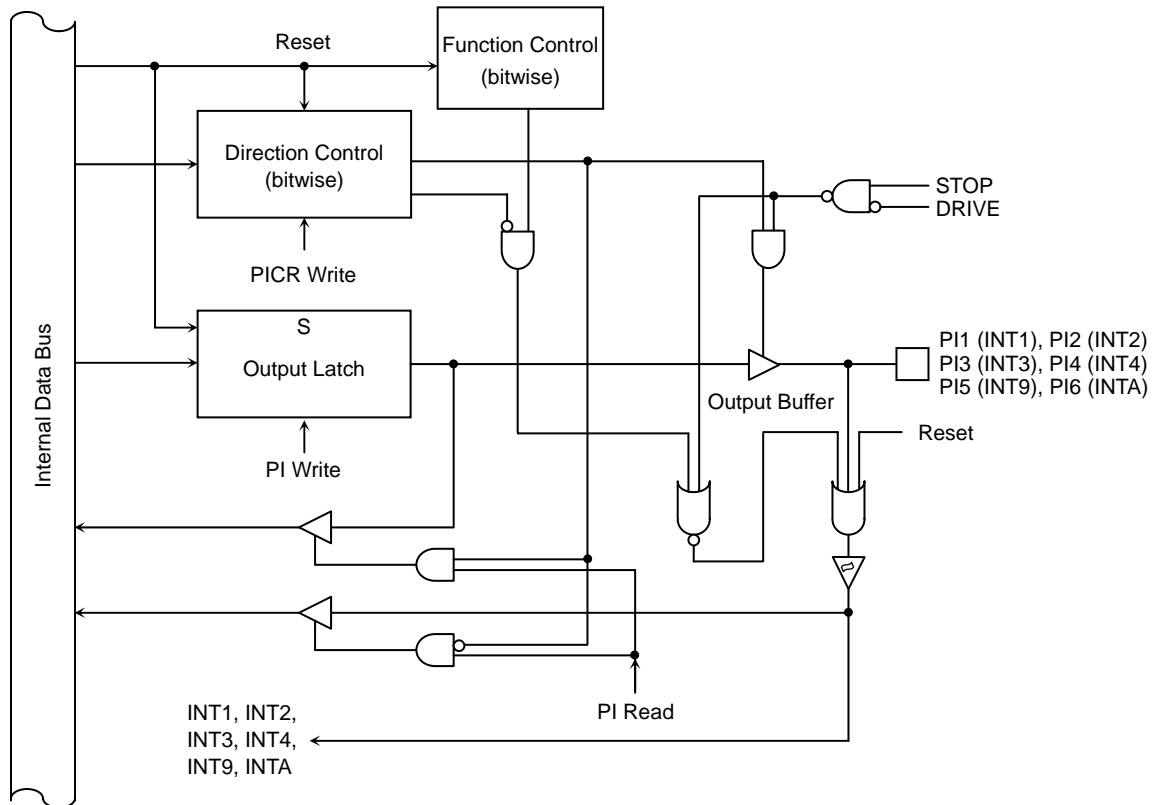 Reset
Function Control
(bitwise)
Direction Control
(bitwise)
STOP
DRIVE
PICR Write
Internal Data Bus
S
Output Latch
PI1 (INT1), PI2 (INT2)
PI3 (INT3), PI4 (INT4)
PI5 (INT9), PI6 (INTA)
Output Buffer
Reset
PI Write
PI Read
INT1, INT2,
INT3, INT4,
INT9, INTA